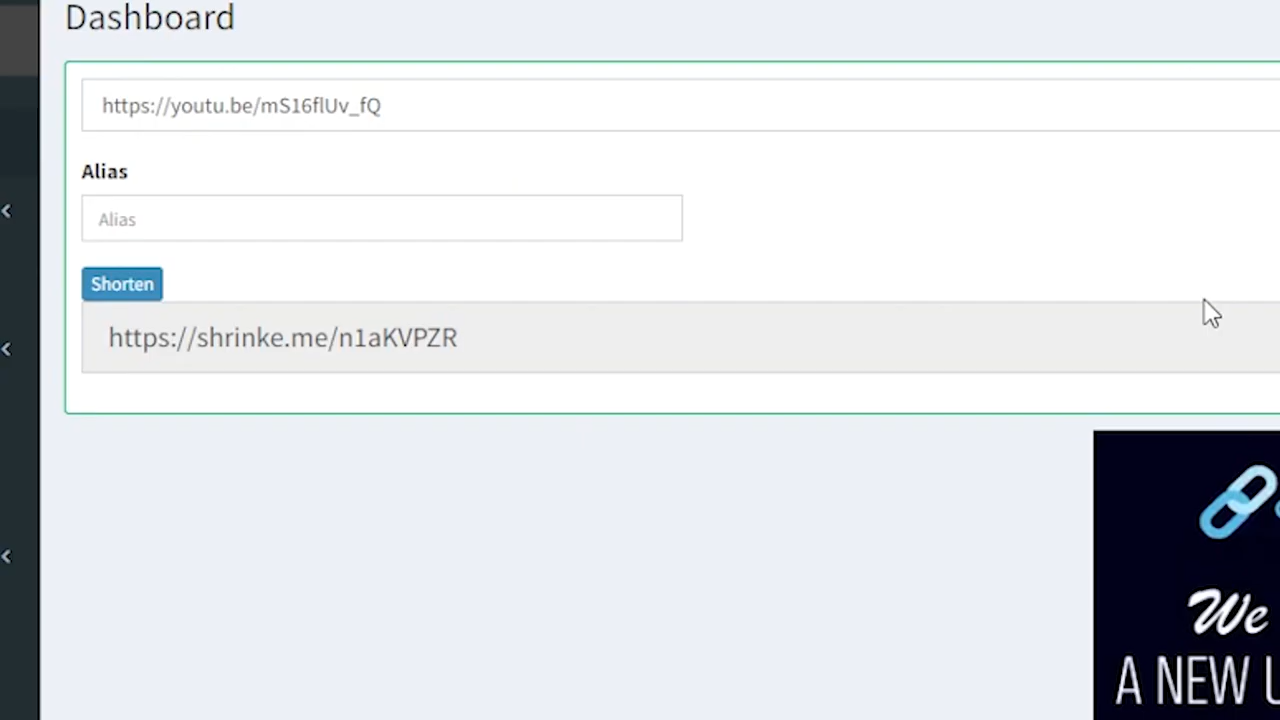 Dashboard
https://youtu.be/mS16flUv_fQ
Alias
Alias
Shorten
https://shrinke.me/n1aKVPZR
We
A NEW U